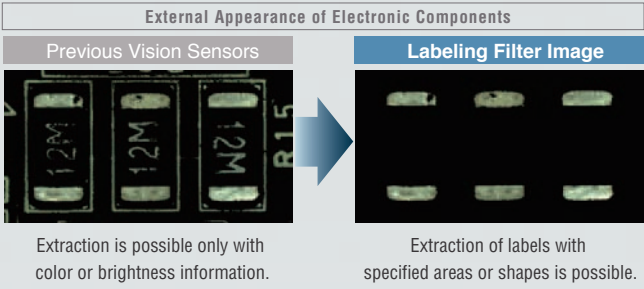 External Appearance of Electronic Components
Previous Vision Sensors
Labeling Filter Image
12M
12M
12M
R15
Extraction is possible only with
color or brightness information.
Extraction of labels with
specified areas or shapes is possible.